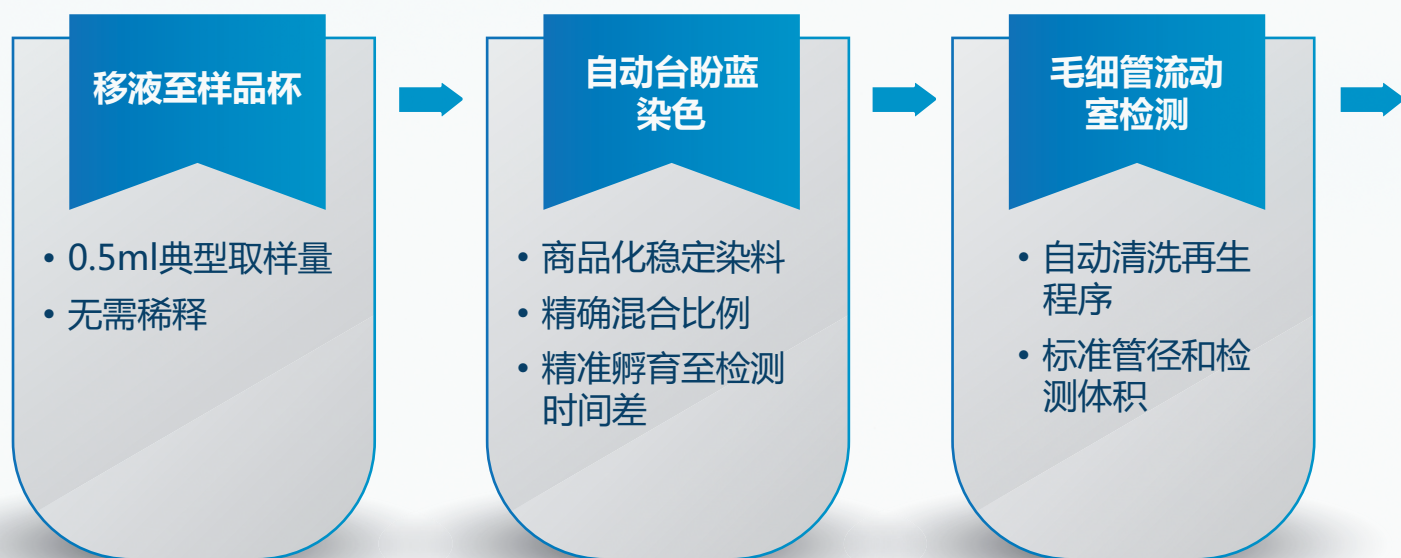 移液至样品杯
• 0.5ml典型取样量
• 无需稀释
自动台盼蓝
染色
• 商品化稳定染料
• 精确混合比例
• 精准孵育至检测
时间差
毛细管流动
室检测
• 自动清洗再生
程序
• 标准管径和检
测体积